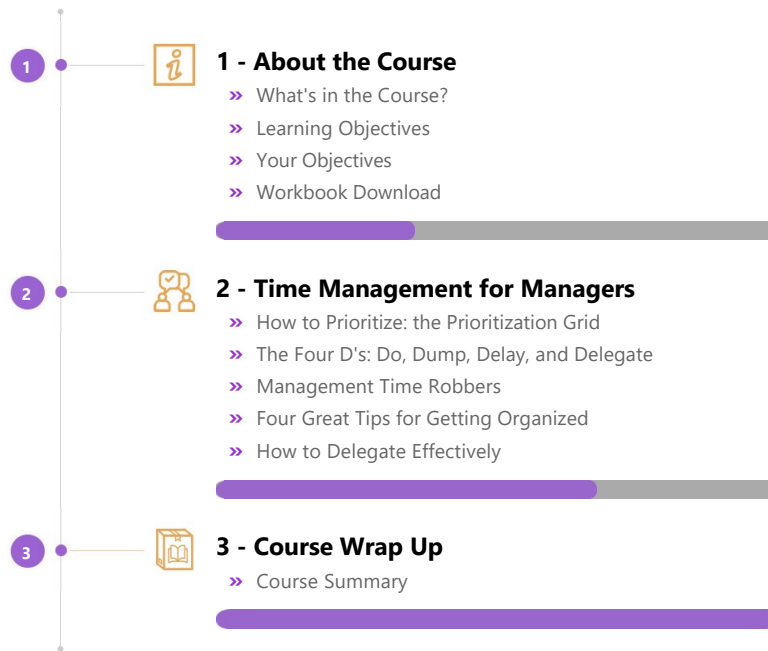 1
1 - About the Course
» What's in the Course?
» Learning Objectives
» Your Objectives
» Workbook Download
2
2 - Time Management for Managers
» How to Prioritize: the Prioritization Grid
» The Four D's: Do, Dump, Delay, and Delegate
» Management Time Robbers
» Four Great Tips for Getting Organized
» How to Delegate Effectively
3
3 - Course Wrap Up
» Course Summary